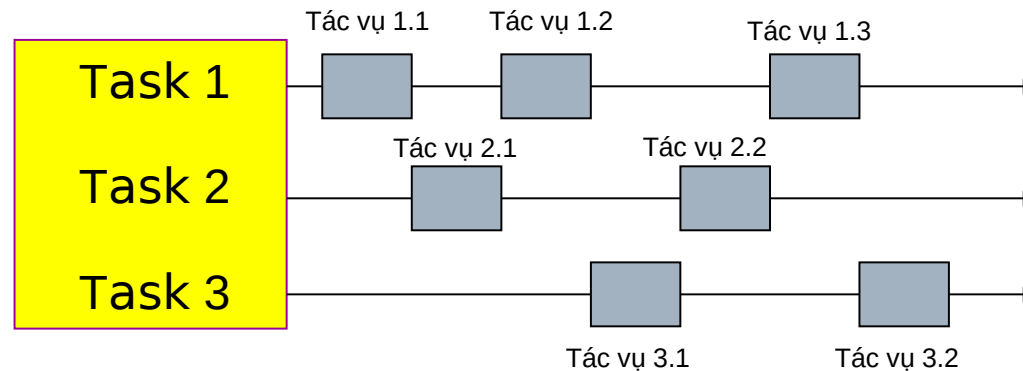 Tác vụ 1.1
Tác vụ 1.2
Tác vụ 1.3
Task 1
Tác vụ 2.1
Tác vụ 2.2
Task 2
Task 3
Tác vụ 3.1
Tác vụ 3.2